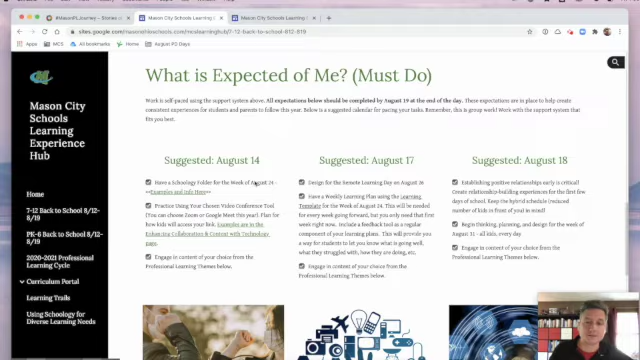 #MasonPLJourney – Stories o
Mason City Schools Learning
Mason City Schools Learning
sites.google.com/masonohioschools.com/mcslearninghub/7-12-back-to-school-812-819
Apps
MCS
All bookmarks
Home
August PD Days
Mason City
Schools
Learning
Experience
Hub
Home
7-12 Back to School 8/12-
8/19
PK-6 Back to School 8/12-
8/19
2020-2021 Professional
Learning Cycle
Curriculum Portal
Learning Trails
Using Schoology for
Diverse Learning Needs
What is Expected of Me? (Must Do)
Work is self-paced using the support system above. All expectations below should be completed by August 19 at the end of the day. These expectations are in place to help create
consistent experiences for students and parents to follow this year. Below is a suggested calendar for pacing your tasks. Remember, this is group work! Work with the support system that
fits you best.
Suggested: August 14
Have a Schoology Folder for the Week of August 24 -
~~Examples and Info Here~~
Practice Using Your Chosen Video Conference Tool
(You can choose Zoom or Google Meet this year). Plan for
how kids will access your link. Examples are in the
Enhancing Collaboration & Content with Technology
page.
Engage in content of your choice from the
Professional Learning Themes below.
Suggested: August 17
Design for the Remote Learning Day on August 26
Have a Weekly Learning Plan using the Learning
Template for the Week of August 24. This will be needed
for every week going forward, but you only need that first
week right now. Include a feedback tool as a regular
component of your learning plans. This will provide a
way for students to let you know what is going well,
what they struggled with, how they are doing, etc.
Engage in content of your choice from the
Professional Learning Themes below.
Suggested: August 18
Establishing positive relationships early is critical!
Create relationship-building experiences for the first few
days of school. Keep the hybrid schedule (reduced
number of kids in front of you) in mind!
Begin thinking, planning, and design for the week of
August 31 - all info, every day
Engage in content of your choice from the
Professional Learning Themes below.